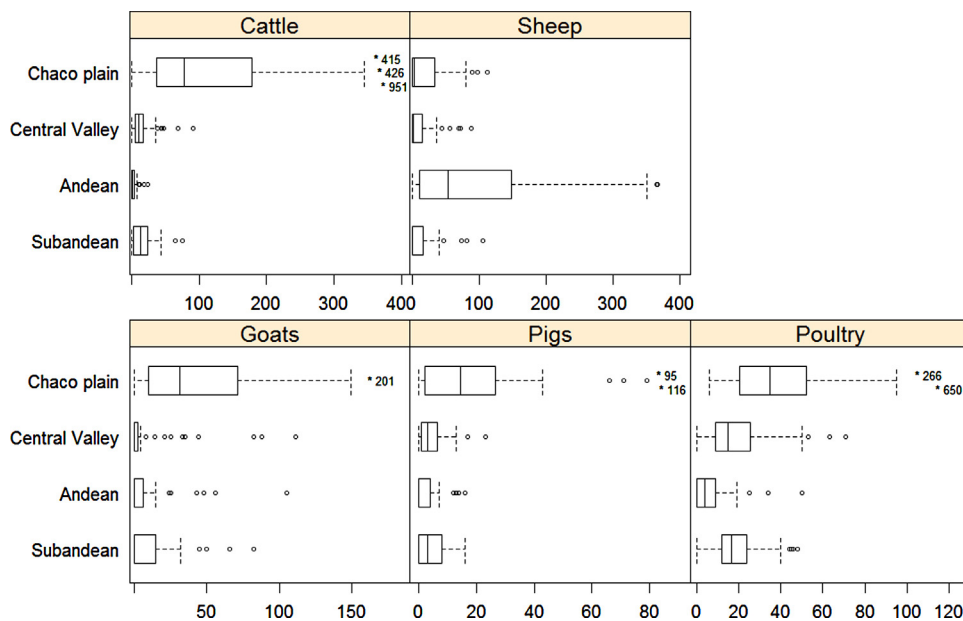 Cattle Sheep
Chaco plain * 415
* 426
* 951
Central Valley
Andean
Subandean
100 200 300 400 100 200 300 400
Goats Pigs Poultry
Chaco plain * 201 * 95 * 266
* 116 * 650
Central Valley
Andean
Subandean
50 100 150 0 20 40 60 80 0 20 40 60 80 100 120